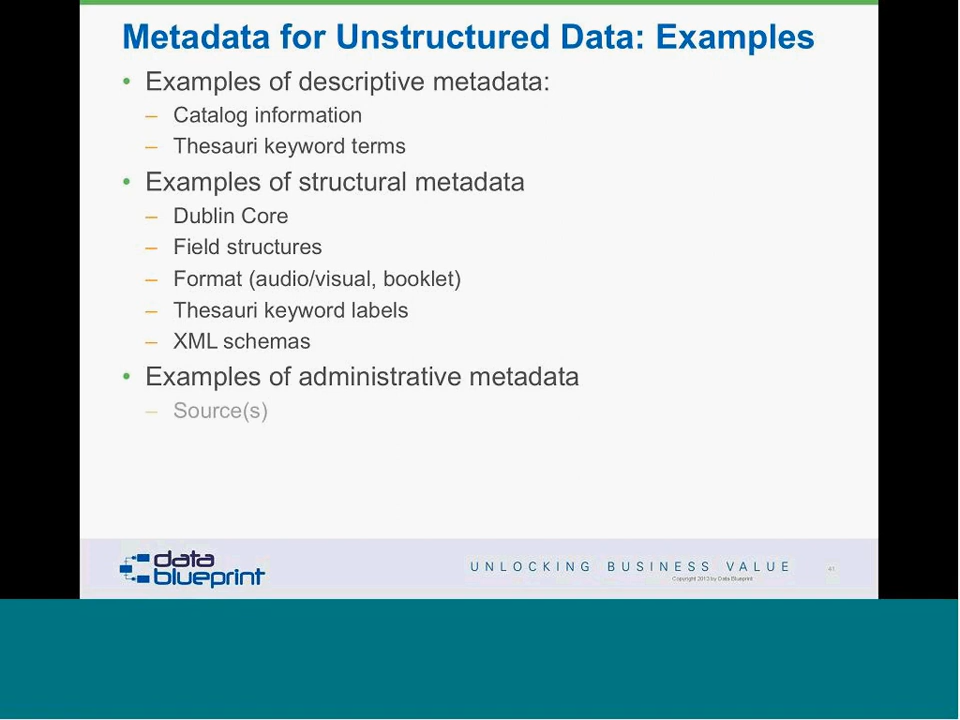 Metadata for Unstructured Data: Examples
• Examples of descriptive metadata:
– Catalog information
– Thesauri keyword terms
• Examples of structural metadata
– Dublin Core
– Field structures
– Format (audio/visual, booklet)
– Thesauri keyword labels
– XML schemas
• Examples of administrative metadata
– Source(s)
data
blueprint
UNLOCKING BUSINESS VALUE
Copyright 2013 by Data Blueprint